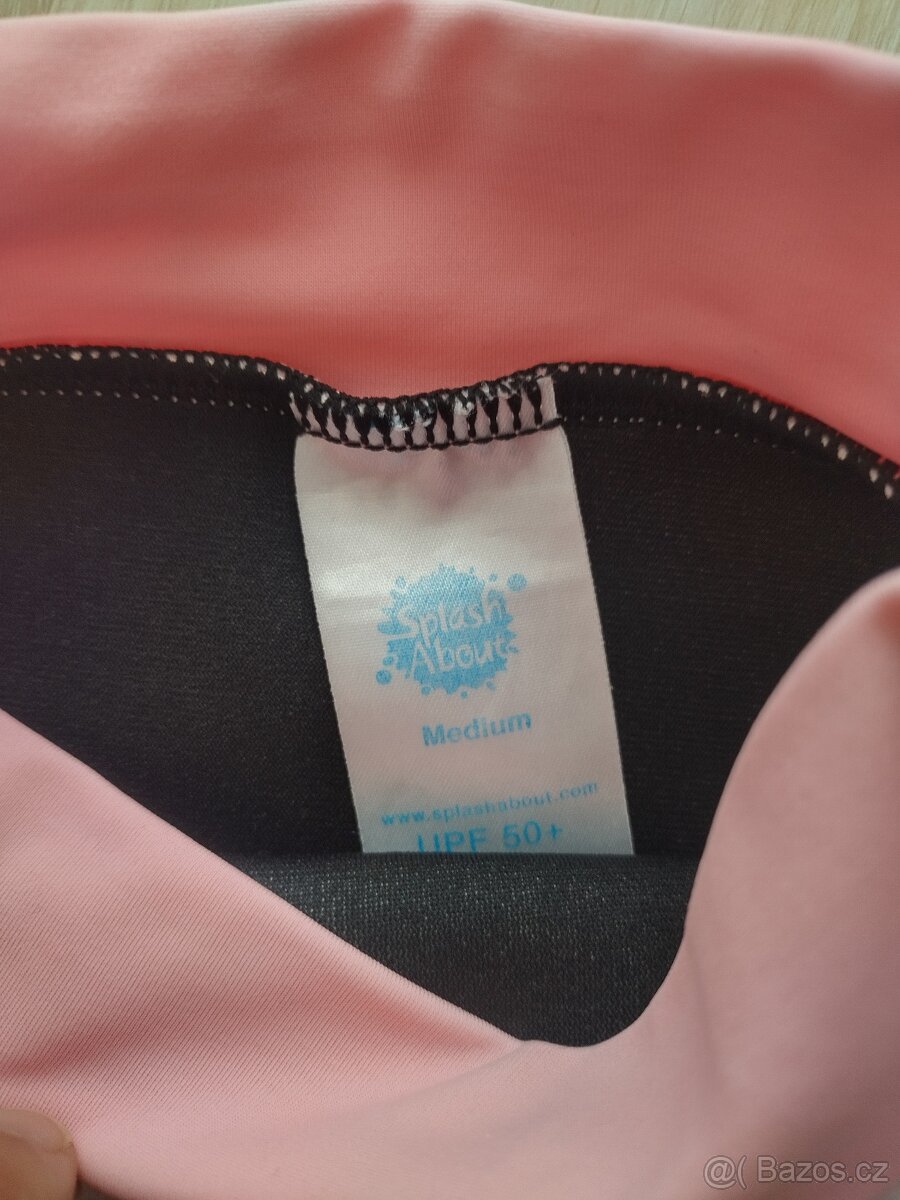 Splash
About
Medium
www.splashabout.com
UPF 50+
@( Bazos.cz